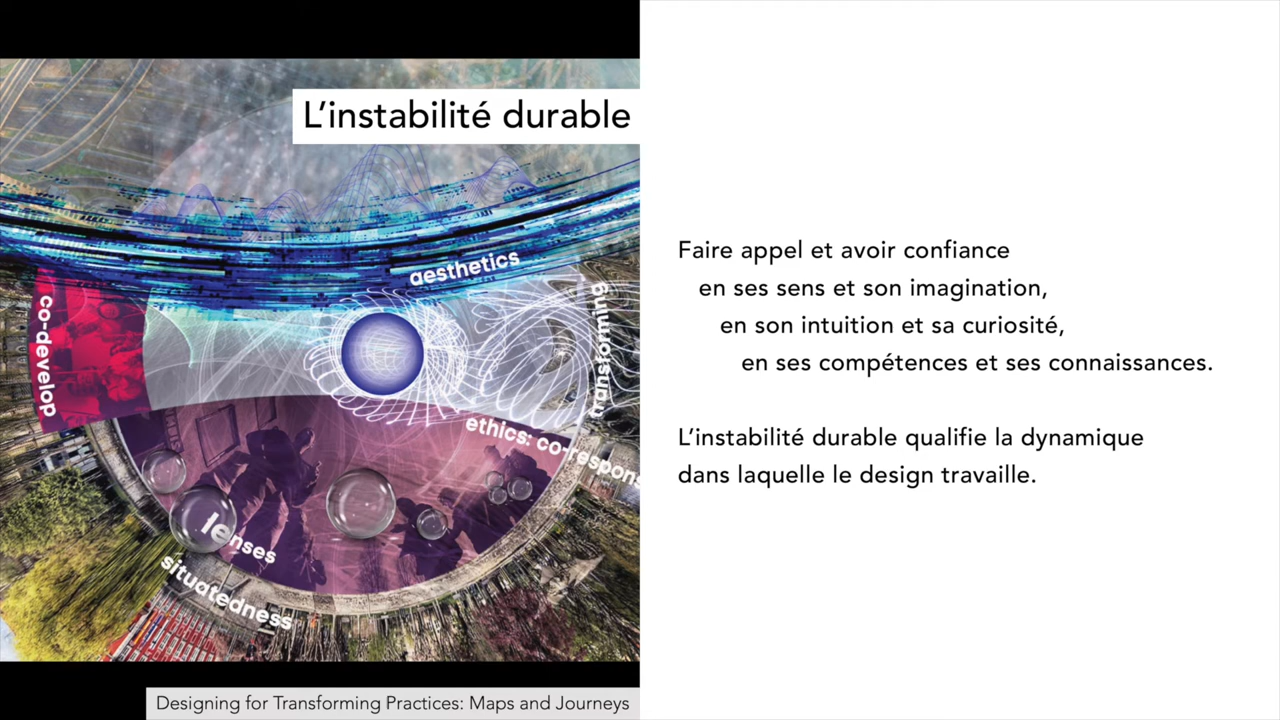 L'instabilité durable
aesthetics
co-develop
transforming
ethics: co-respons
lenses
situatedness
Designing for Transforming Practices: Maps and Journeys
Faire appel et avoir confiance
en ses sens et son imagination,
en son intuition et sa curiosité,
en ses compétences et ses connaissances.
L'instabilité durable qualifie la dynamique
dans laquelle le design travaille.